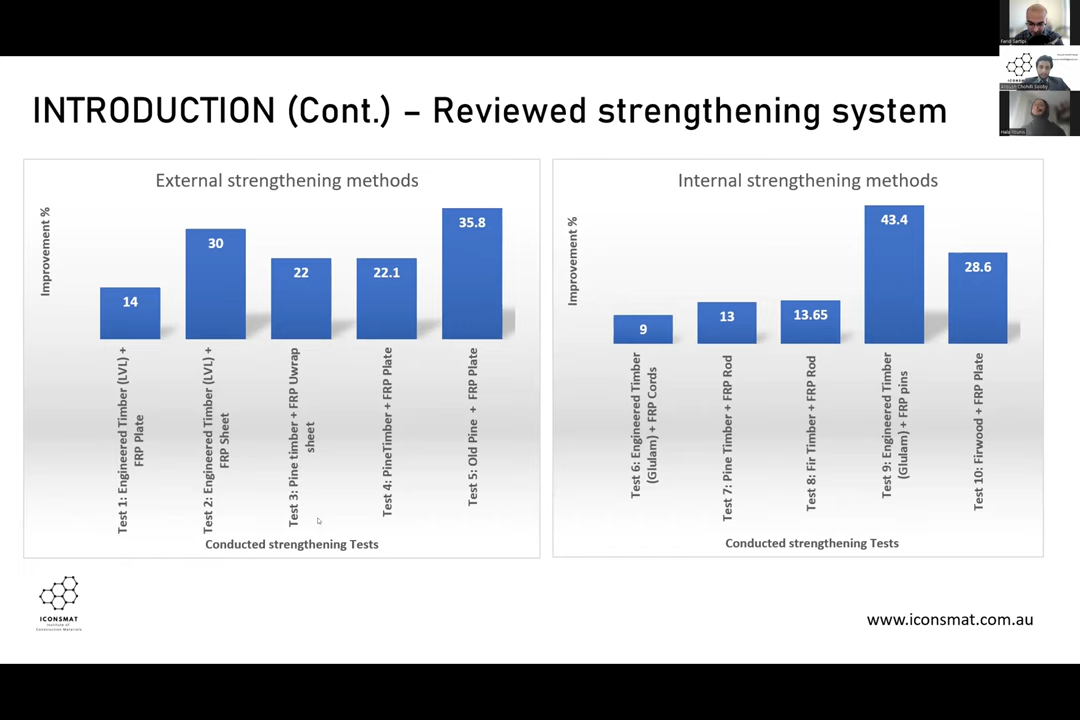 INTRODUCTION (Cont.) – Reviewed strengthening system
External strengthening methods
Improvement %
14
30
22
22.1
35.8
Test 1: Engineered Timber (LVL) +
FRP Plate
Test 2: Engineered Timber (LVL) +
FRP Sheet
Test 3: Pine timber + FRP Uwrap
sheet
Test 4: PineTimber + FRP Plate
Test 5: Old Pine + FRP Plate
Conducted strengthening Tests
Internal strengthening methods
Improvement %
9
13
13.65
43.4
28.6
Test 6: Engineered Timber
(Glulam) + FRP Cords
Test 7: Pine Timber + FRP Rod
Test 8: Fir Timber + FRP Rod
Test 9: Engineered Timber
(Glulam) + FRP pins
Test 10: Firwood + FRP Plate
Conducted strengthening Tests
ICONSMAT
Institute of
Construction Materials
www.iconsmat.com.au
Farid Sartipi